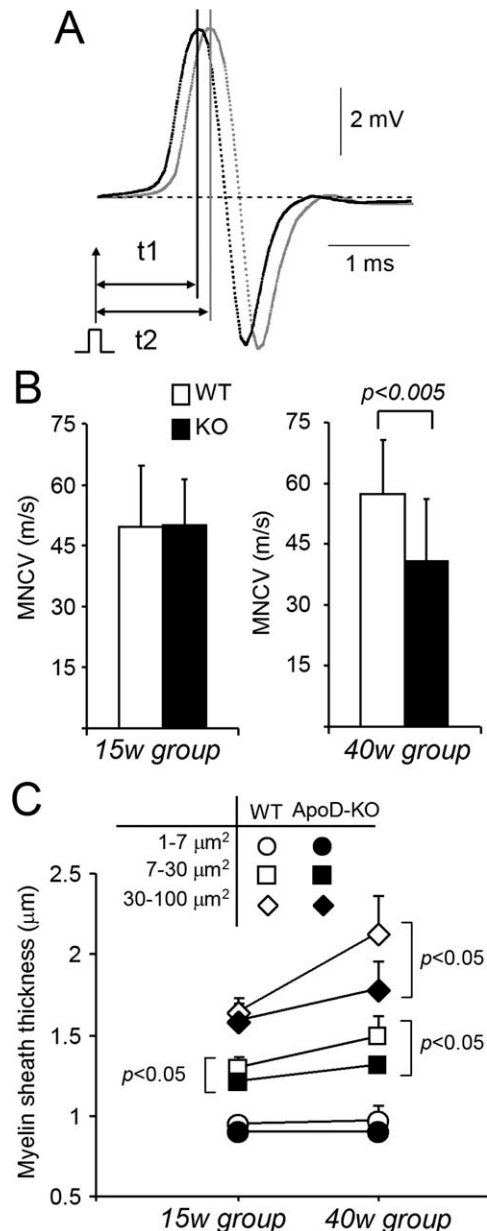 A
2 mV
1 ms
t1
t2
B
WT
KO
p<0.005
75
60
45
30
15
MNCV (m/s)
15w group
75
60
45
30
15
MNCV (m/s)
40w group
C
WT ApoD-KO
1-7 μm²
7-30 μm²
30-100 μm²
2.5
2
1.5
1
0.5
Myelin sheath thickness (μm)
p<0.05
p<0.05
p<0.05
15w group
40w group